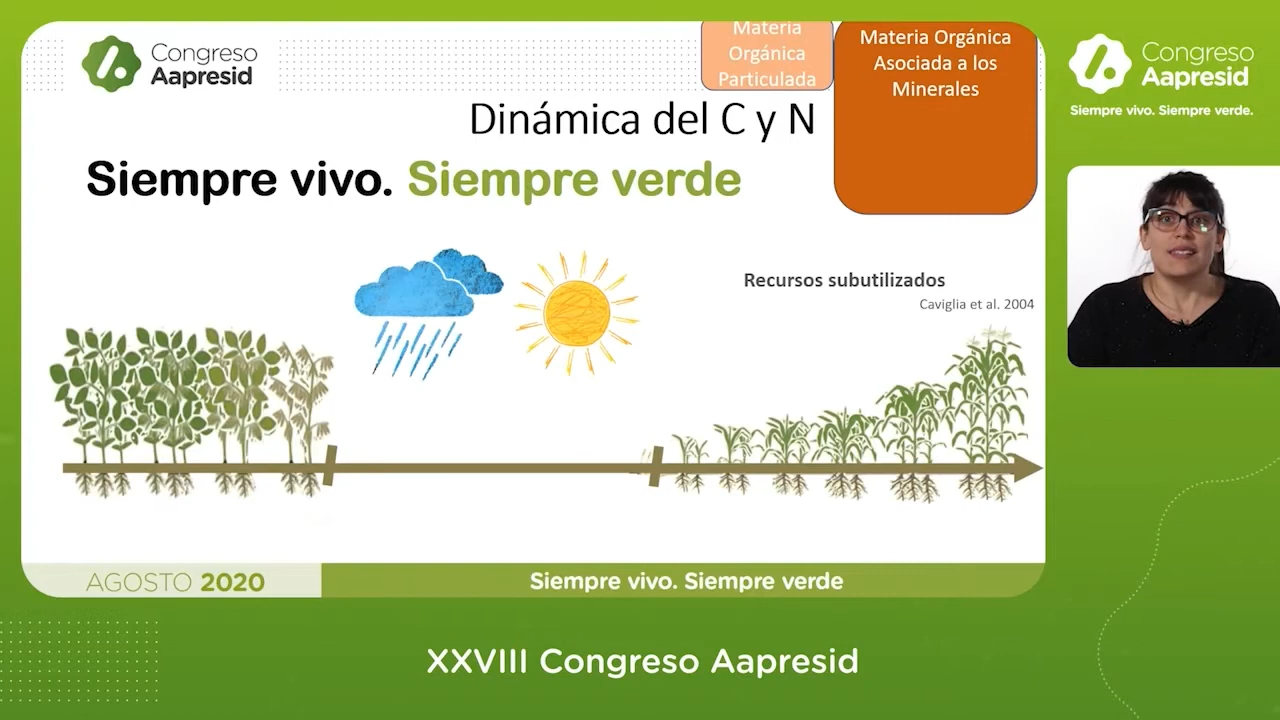 Congreso
Aapresid
Materia
Orgánica
Particulada
Materia Orgánica
Asociada a los
Minerales
Dinámica del C y N
Siempre vivo. Siempre verde
Recursos subutilizados
Caviglia et al. 2004
AGOSTO 2020
Siempre vivo. Siempre verde
Congreso
Aapresid
Siempre vivo. Siempre verde.
XXVIII Congreso Aapresid